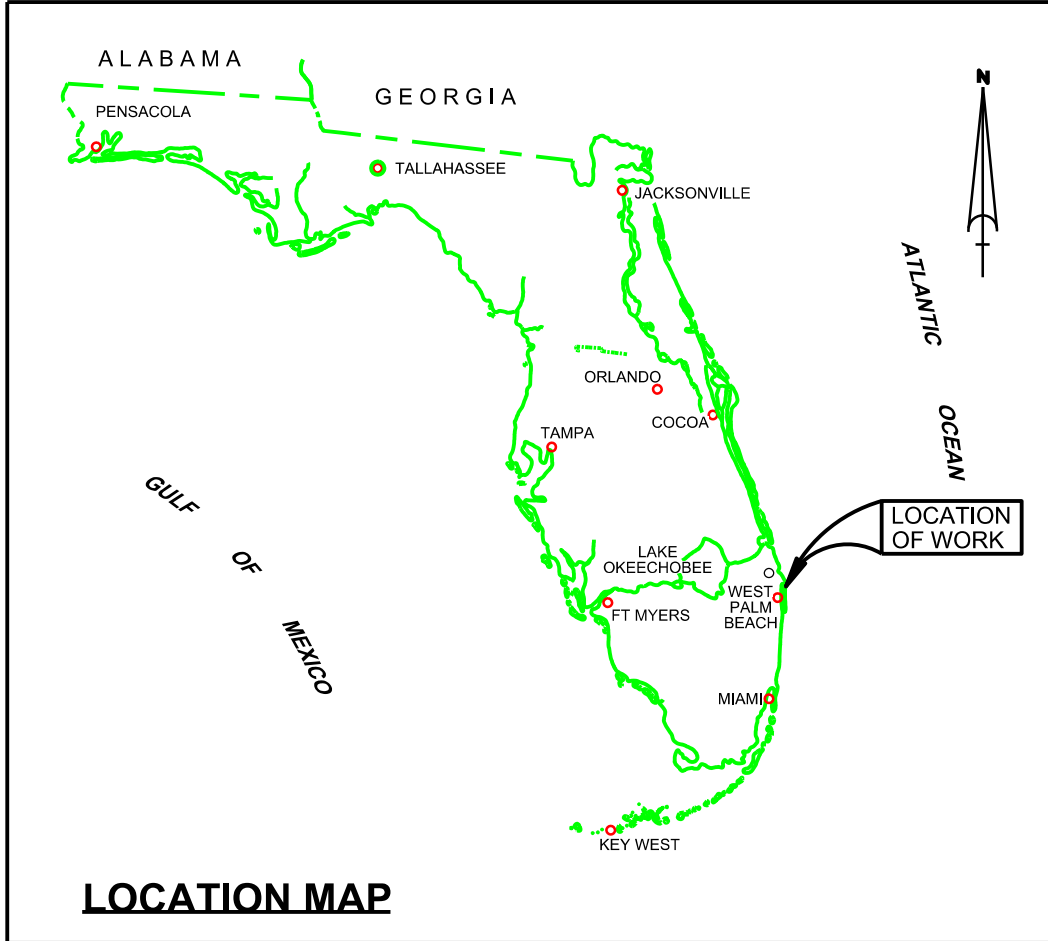 ALABAMA
GEORGIA
N
PENSACOLA
TALLAHASSEE
JACKSONVILLE
ATLANTIC
OCEAN
ORLANDO
COCOA
TAMPA
GULF
OF
MEXICO
LOCATION
OF WORK
LAKE
OKEECHOBEE
WEST
PALM
BEACH
FT MYERS
MIAMI
KEY WEST
LOCATION MAP